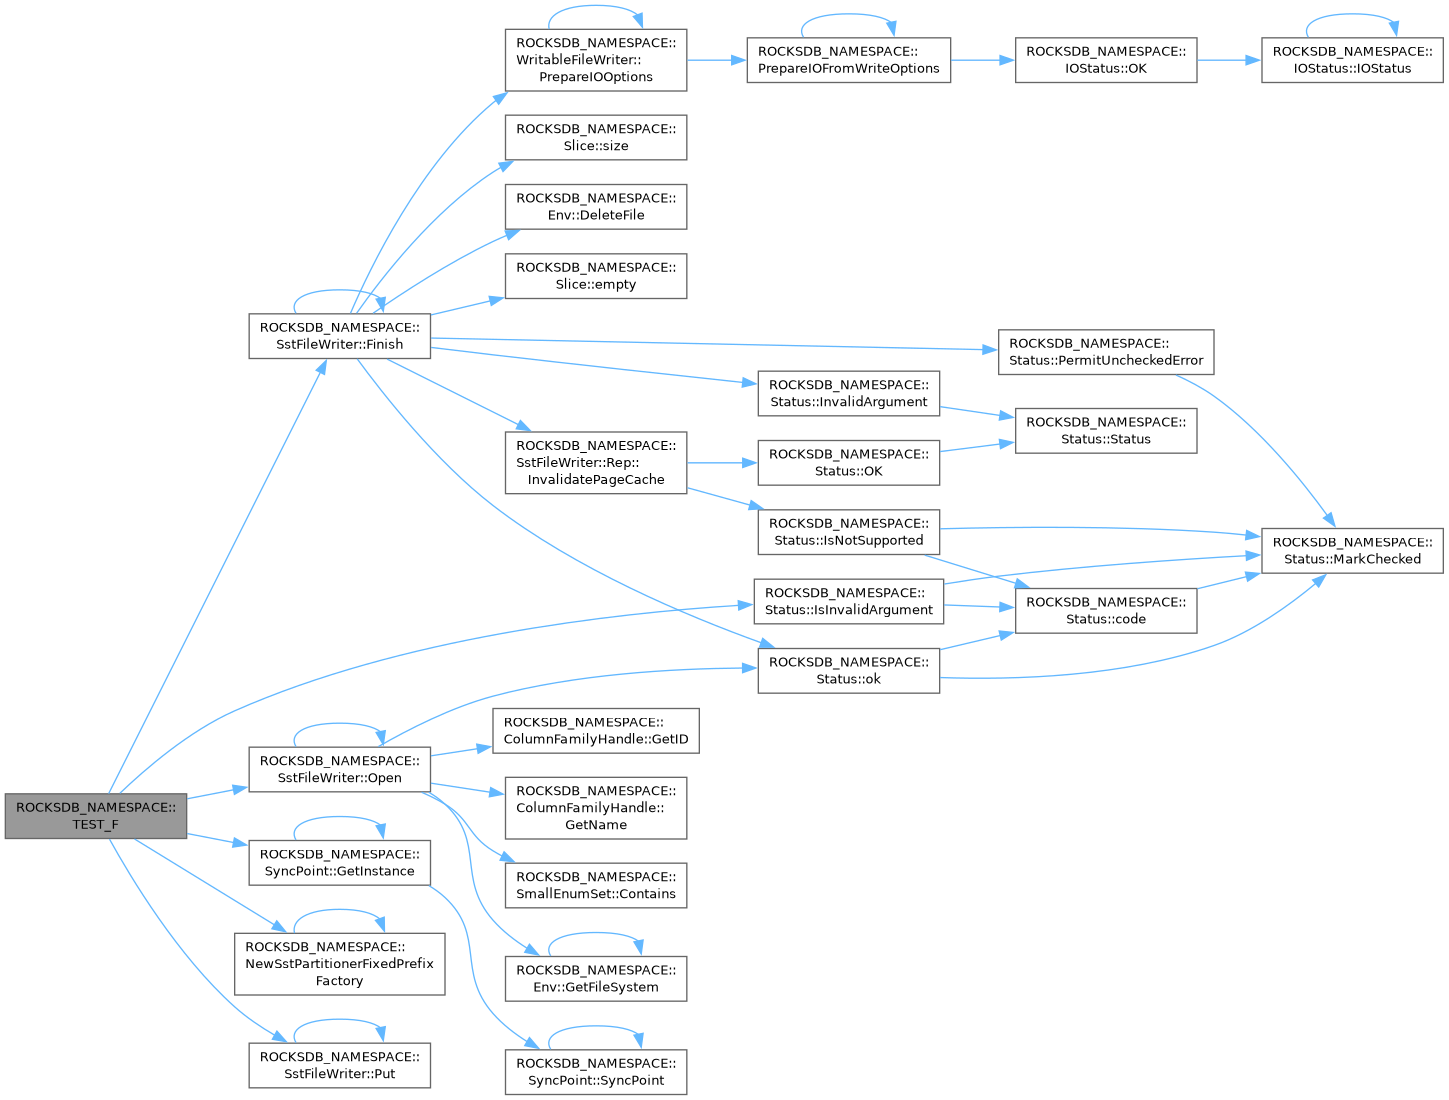 ROCKSDB_NAMESPACE::
TEST_F
ROCKSDB_NAMESPACE::
SstFileWriter::Finish
ROCKSDB_NAMESPACE::
WritableFileWriter::
PrepareIOOptions
ROCKSDB_NAMESPACE::
PrepareIOFromWriteOptions
ROCKSDB_NAMESPACE::
IOStatus::OK
ROCKSDB_NAMESPACE::
IOStatus::IOStatus
ROCKSDB_NAMESPACE::
Slice::size
ROCKSDB_NAMESPACE::
Env::DeleteFile
ROCKSDB_NAMESPACE::
Slice::empty
ROCKSDB_NAMESPACE::
Status::PermitUncheckedError
ROCKSDB_NAMESPACE::
Status::InvalidArgument
ROCKSDB_NAMESPACE::
Status::Status
ROCKSDB_NAMESPACE::
SstFileWriter::Rep::
InvalidatePageCache
ROCKSDB_NAMESPACE::
Status::OK
ROCKSDB_NAMESPACE::
Status::IsNotSupported
ROCKSDB_NAMESPACE::
Status::MarkChecked
ROCKSDB_NAMESPACE::
Status::IsInvalidArgument
ROCKSDB_NAMESPACE::
Status::code
ROCKSDB_NAMESPACE::
Status::ok
ROCKSDB_NAMESPACE::
SstFileWriter::Open
ROCKSDB_NAMESPACE::
ColumnFamilyHandle::GetID
ROCKSDB_NAMESPACE::
ColumnFamilyHandle::
GetName
ROCKSDB_NAMESPACE::
SmallEnumSet::Contains
ROCKSDB_NAMESPACE::
Env::GetFileSystem
ROCKSDB_NAMESPACE::
SyncPoint::GetInstance
ROCKSDB_NAMESPACE::
SyncPoint::SyncPoint
ROCKSDB_NAMESPACE::
NewSstPartitionerFixedPrefix
Factory
ROCKSDB_NAMESPACE::
SstFileWriter::Put